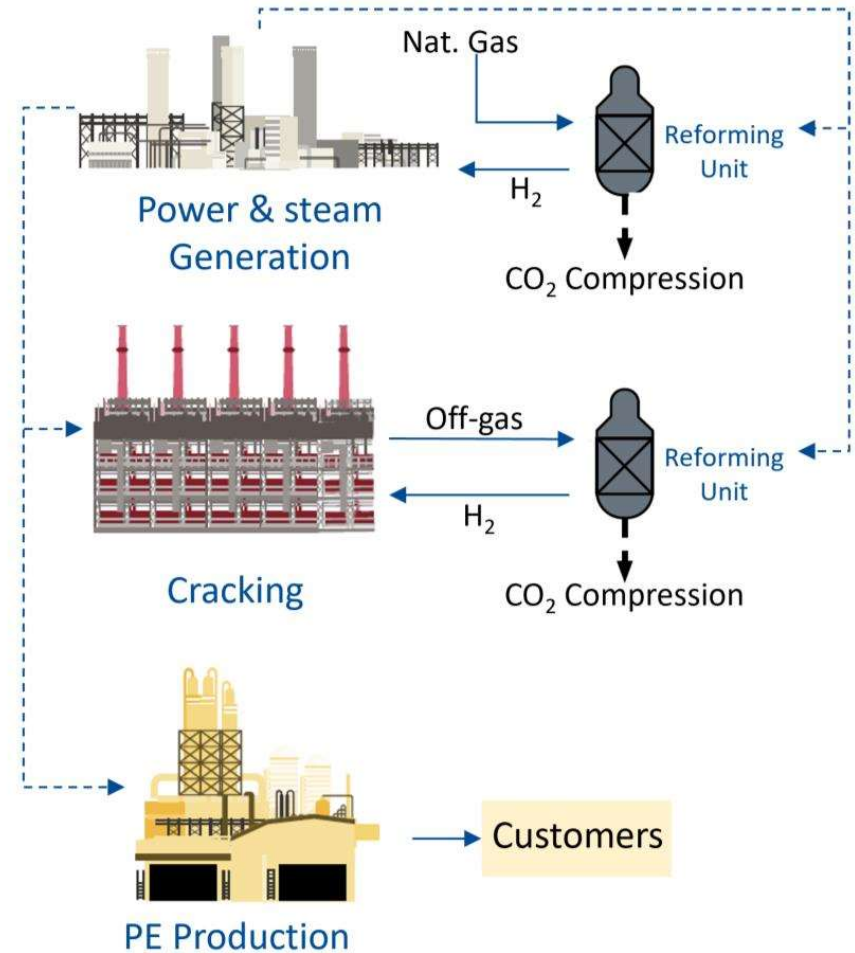 Nat. Gas
Reforming
Unit
H₂
Power & steam
Generation
CO₂ Compression
Off-gas
Reforming
Unit
H₂
Cracking
CO₂ Compression
Customers
PE Production